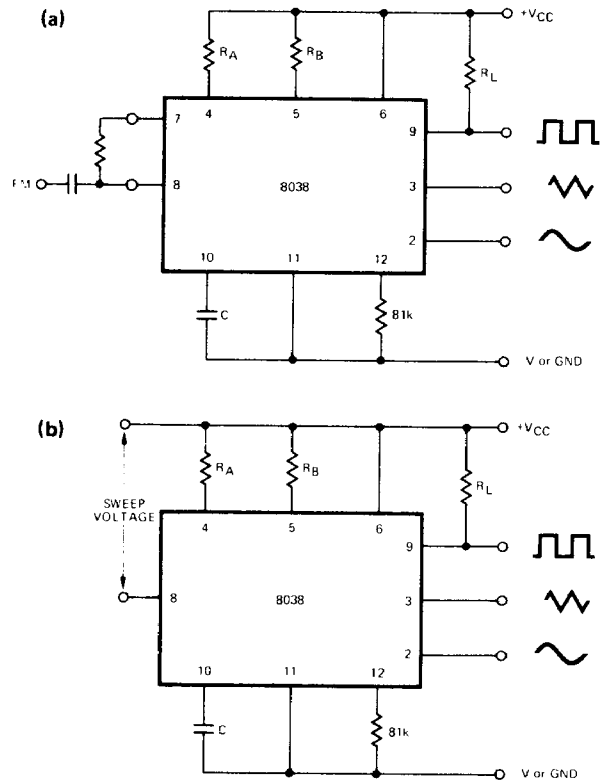 (a)
+VCC
RA
RB
RL
4
5
6
7
9
FM
8
8038
3
2
10
11
12
C
81k
V or GND
(b)
+VCC
RA
RB
RL
SWEEP
VOLTAGE
4
5
6
9
8
8038
3
2
10
11
12
C
81k
V or GND